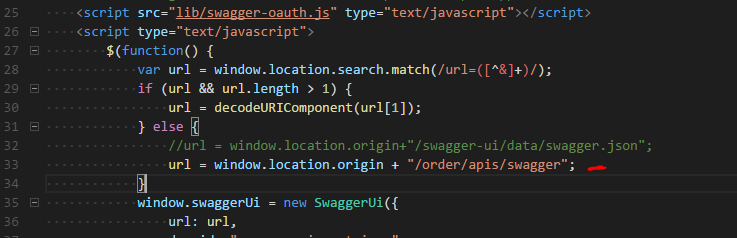 25 <script src="lib/swagger-oauth.js" type="text/javascript"></script>
26 <script type="text/javascript">
27 $(function() {
28 var url = window.location.search.match(/url=([^&]+)/);
29 if (url && url.length > 1) {
30 url = decodeURIComponent(url[1]);
31 } else {
32 //url = window.location.origin+"/swagger-ui/data/swagger.json";
33 url = window.location.origin + "/order/apis/swagger";
34 }
35 window.swaggerUi = new SwaggerUi({
36 url: url,